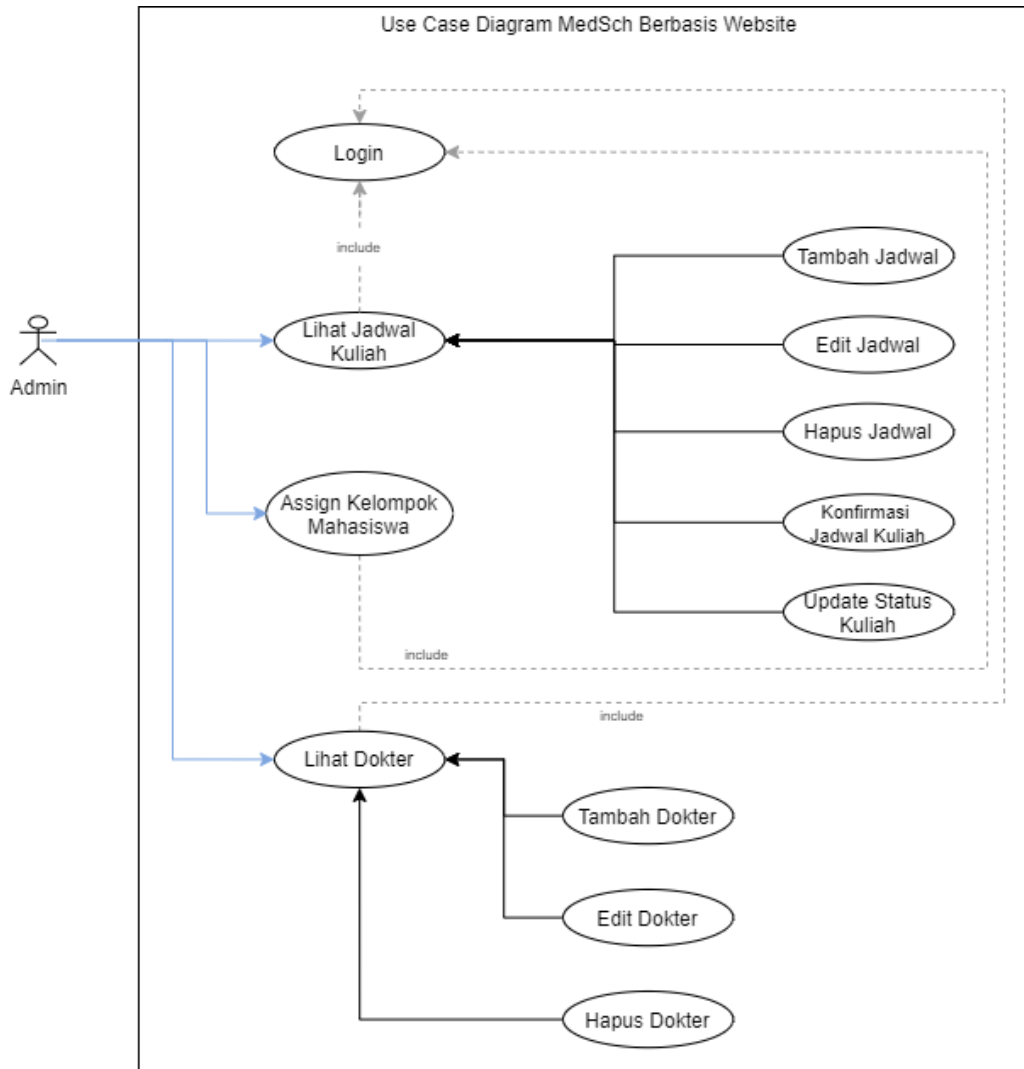 Use Case Diagram MedSch Berbasis Website
Login
include
Tambah Jadwal
Lihat Jadwal
Kuliah
Edit Jadwal
Admin
Hapus Jadwal
Assign Kelompok
Mahasiswa
Konfirmasi
Jadwal Kuliah
Update Status
Kuliah
include
include
Lihat Dokter
Tambah Dokter
Edit Dokter
Hapus Dokter